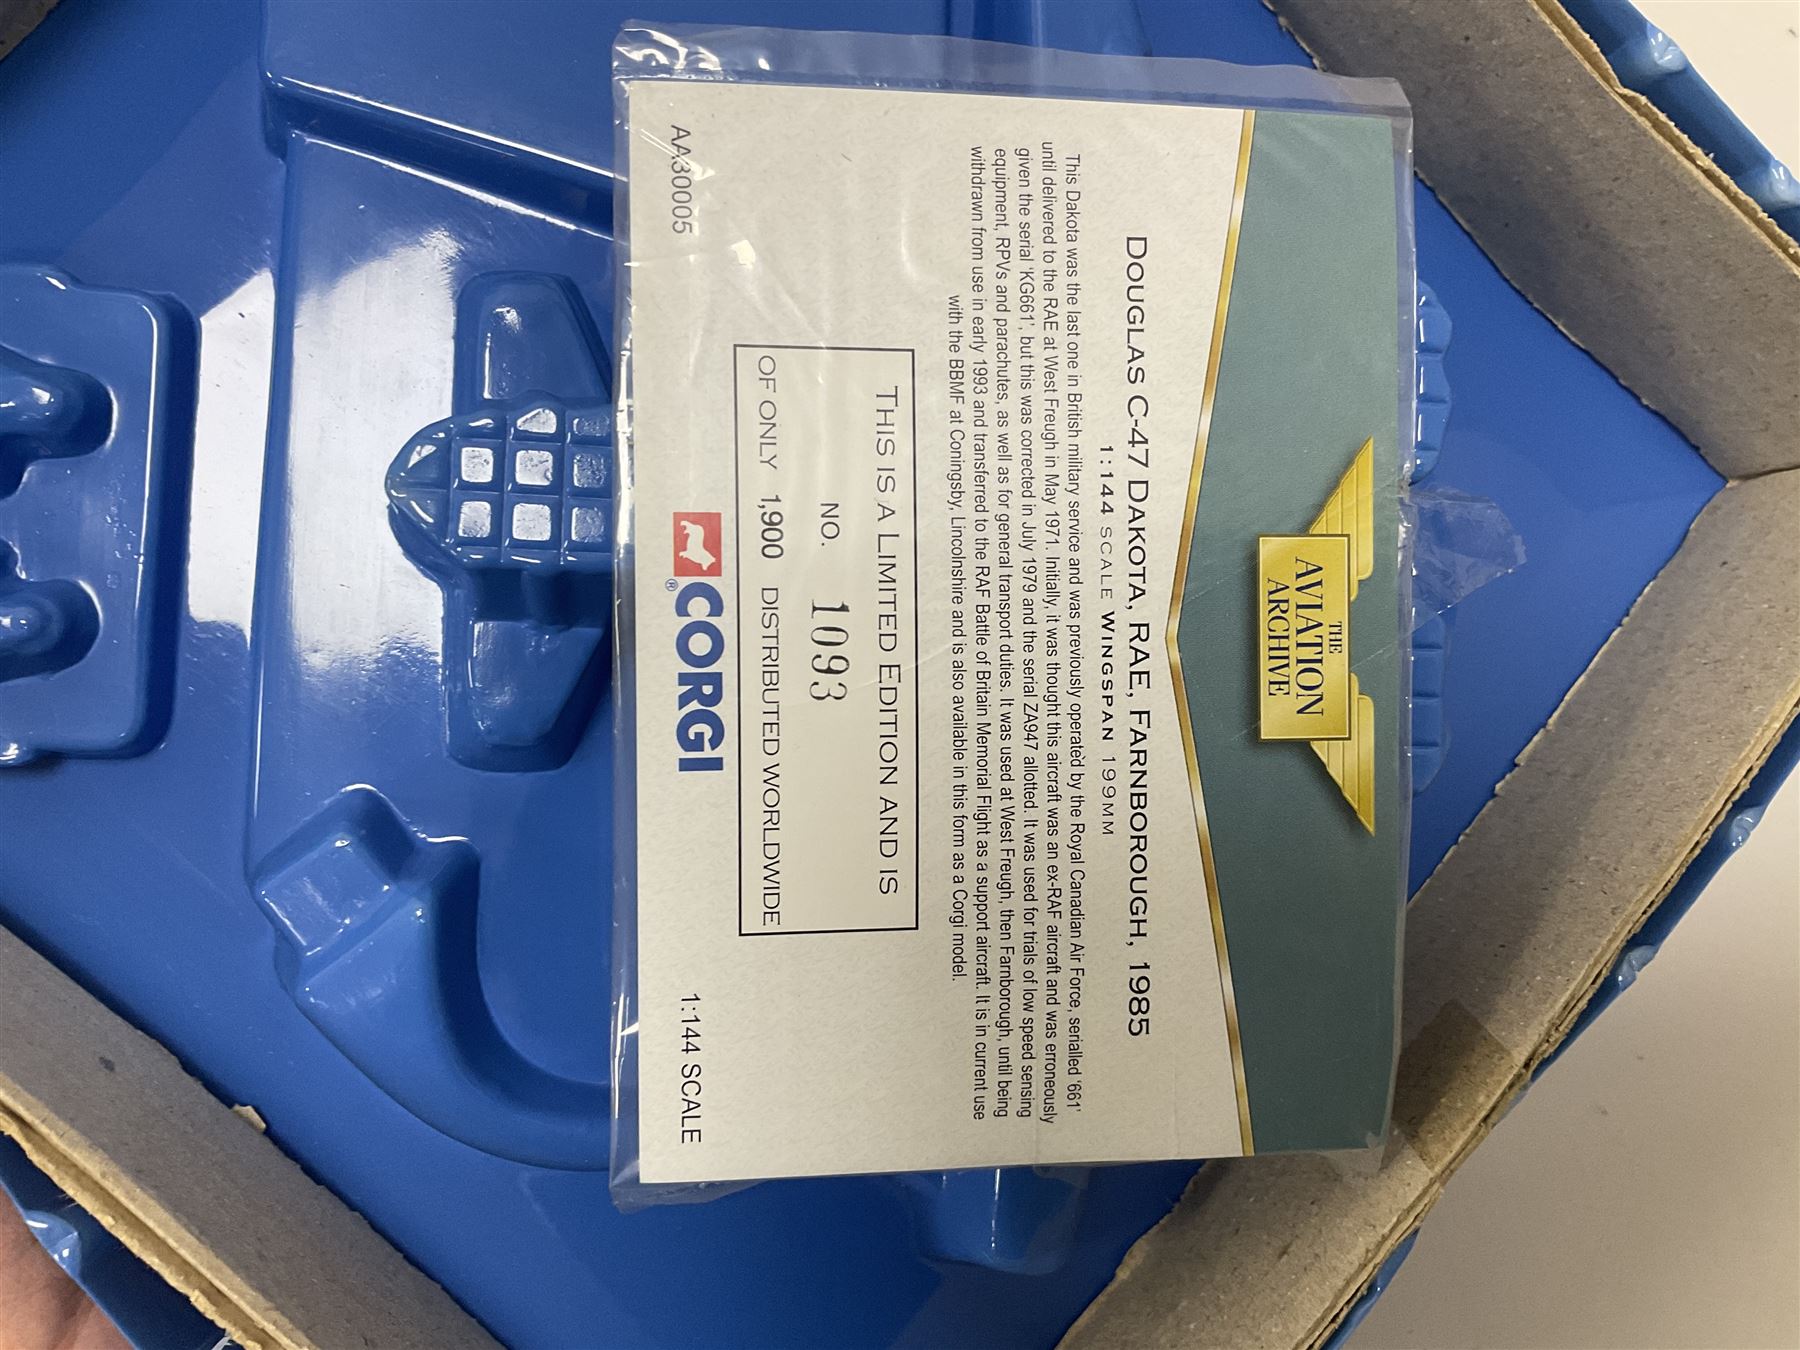 THE
AVIATION
ARCHIVE
DOUGLAS C-47 DAKOTA, RAE, FARNBOROUGH, 1985
1:144 SCALE WINGSPAN 199MM
This Dakota was the last one in British military service and was previously operated by the Royal Canadian Air Force, serialled '661'
until delivered to the RAE at West Freugh in May 1971. Initially, it was thought this aircraft was an ex-RAF aircraft and was erroneously
given the serial 'KG661', but this was corrected in July 1979 and the serial ZA947 allotted. It was used for trials of low speed sensing
equipment, RPVs and parachutes, as well as for general transport duties. It was used at West Freugh, then Farnborough, until being
withdrawn from use in early 1993 and transferred to the RAF Battle of Britain Memorial Flight as a support aircraft. It is in current use
with the BBMF at Coningsby, Lincolnshire and is also available in this form as a Corgi model.
THIS IS A LIMITED EDITION AND IS
NO. 1093
OF ONLY 1,900 DISTRIBUTED WORLDWIDE
AA30005 CORGI® 1:144 SCALE